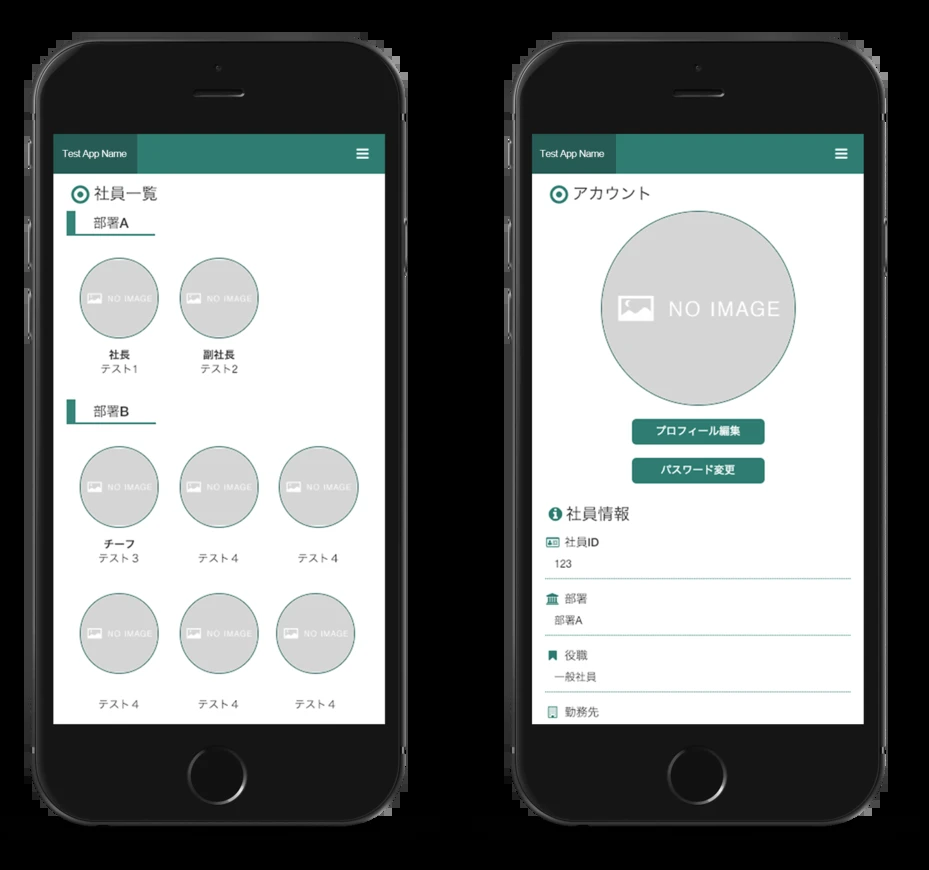 Test App Name
社員一覧
部署A
NO IMAGE NO IMAGE
社長 副社長
テスト1 テスト2
部署B
NO IMAGE NO IMAGE NO IMAGE
チーフ
テスト３ テスト４ テスト４
NO IMAGE NO IMAGE NO IMAGE
テスト４ テスト４ テスト４
Test App Name
アカウント
NO IMAGE
プロフィール編集
パスワード変更
社員情報
社員ID
123
部署
部署A
役職
一般社員
勤務先